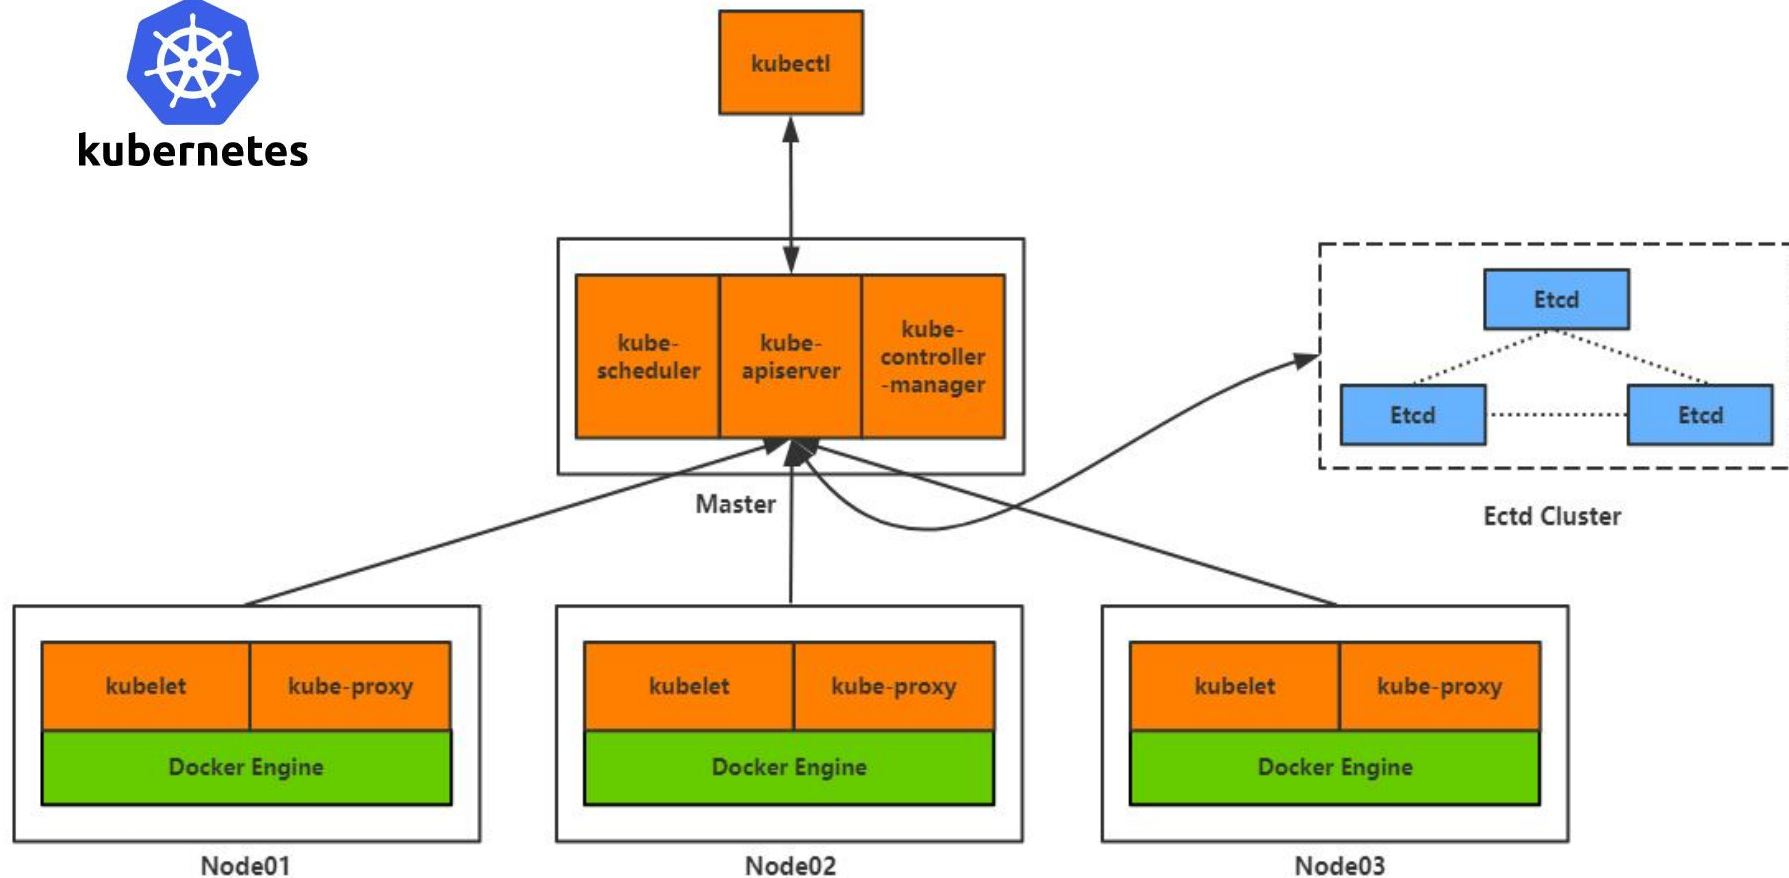 kubernetes
kubectl
kube-
scheduler
kube-
apiserver
kube-
controller
-manager
Master
Etcd
Etcd
Etcd
Ectd Cluster
kubelet
kube-proxy
Docker Engine
Node01
kubelet
kube-proxy
Docker Engine
Node02
kubelet
kube-proxy
Docker Engine
Node03